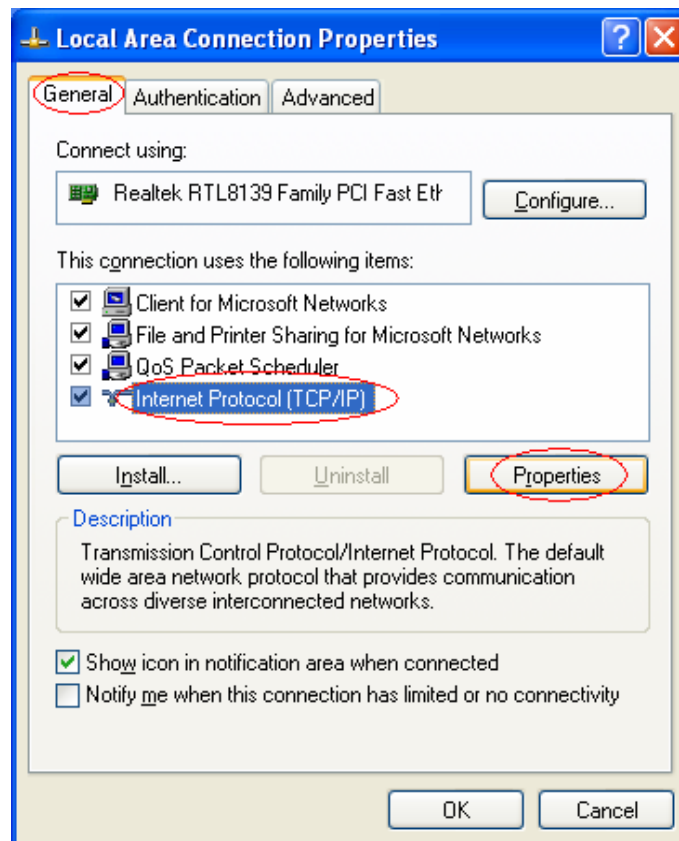 Local Area Connection Properties
General Authentication Advanced
Connect using:
Realtek RTL8139 Family PCI Fast Eth
Configure...
This connection uses the following items:
Client for Microsoft Networks
File and Printer Sharing for Microsoft Networks
QoS Packet Scheduler
Internet Protocol (TCP/IP)
Install... Uninstall Properties
Description
Transmission Control Protocol/Internet Protocol. The default
wide area network protocol that provides communication
across diverse interconnected networks.
Show icon in notification area when connected
Notify me when this connection has limited or no connectivity
OK Cancel